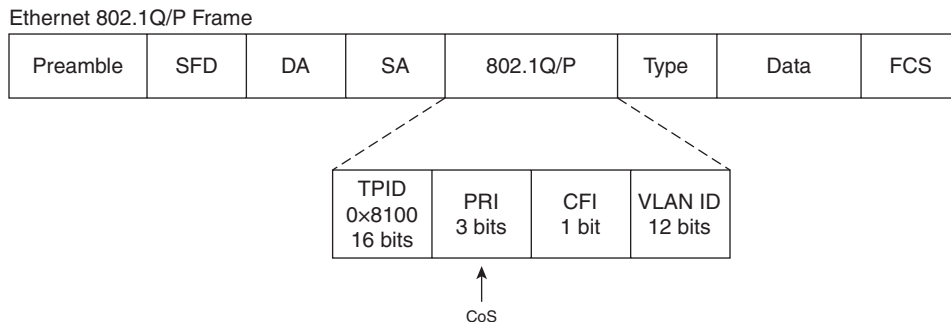 Ethernet 802.1Q/P Frame
Preamble SFD DA SA 802.1Q/P Type Data FCS
TPID
0×8100
16 bits
PRI
3 bits
CFI
1 bit
VLAN ID
12 bits
CoS